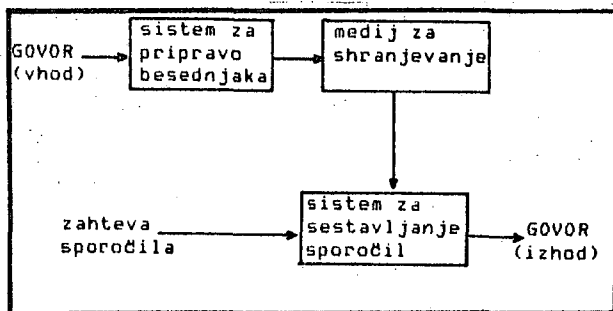 GOVOR
(vhod)
sistem za
pripravo
besednjaka
medij za
shranjevanje
zahteva
sporočila
sistem za
sestavljanje
sporočil
GOVOR
(izhod)